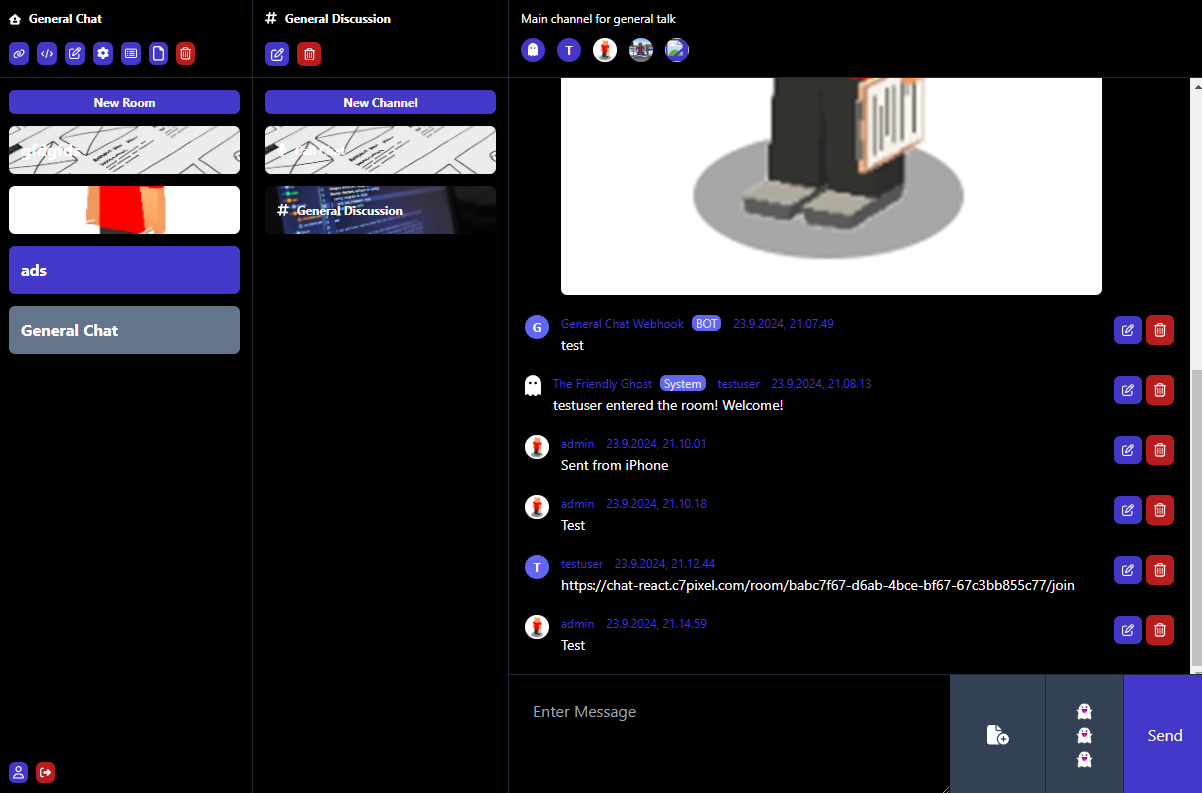 General Chat
General Discussion
Main channel for general talk
T
New Room
New Channel
ads
General Chat
# General Discussion
G
General Chat Webhook BOT 23.9.2024, 21.07.49
test
The Friendly Ghost System testuser 23.9.2024, 21.08.13
testuser entered the room! Welcome!
admin 23.9.2024, 21.10.01
Sent from iPhone
admin 23.9.2024, 21.10.18
Test
T
testuser 23.9.2024, 21.12.44
https://chat-react.c7pixel.com/room/babc7f67-d6ab-4bce-bf67-67c3bb855c77/join
admin 23.9.2024, 21.14.59
Test
Enter Message
Send